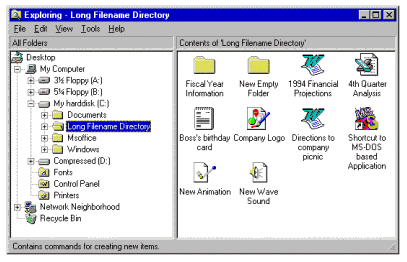 Exploring - Long Filename Directory
File Edit View Tools Help
All Folders
Contents of 'Long Filename Directory'
Desktop
My Computer
3½ Floppy (A:)
5¼ Floppy (B:)
My harddisk (C:)
Documents
Long Filename Directory
Msoffice
Windows
Compressed (D:)
Fonts
Control Panel
Printers
Network Neighborhood
Recycle Bin
Fiscal Year
Information
New Empty
Folder
1994 Financial
Projections
4th Quarter
Analysis
Boss's birthday
card
Company Logo
Directions to
company
picnic
Shortcut to
MS-DOS
based
Application
New Animation
New Wave
Sound
Contains commands for creating new items.